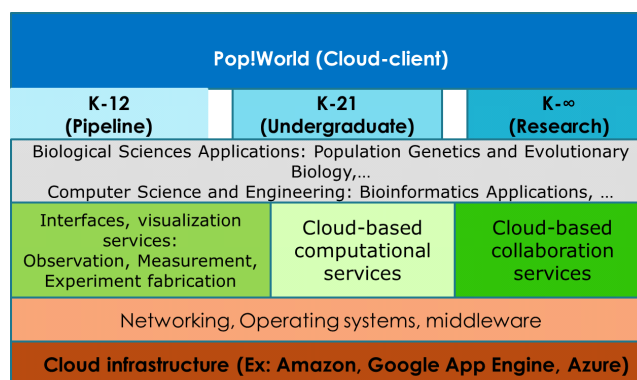 Pop!World (Cloud-client)
K-12
(Pipeline)
K-21
(Undergraduate)
K-∞
(Research)
Biological Sciences Applications: Population Genetics and Evolutionary
Biology,...
Computer Science and Engineering: Bioinformatics Applications, ...
Interfaces, visualization
services:
Observation, Measurement,
Experiment fabrication
Cloud-based
computational
services
Cloud-based
collaboration
services
Networking, Operating systems, middleware
Cloud infrastructure (Ex: Amazon, Google App Engine, Azure)